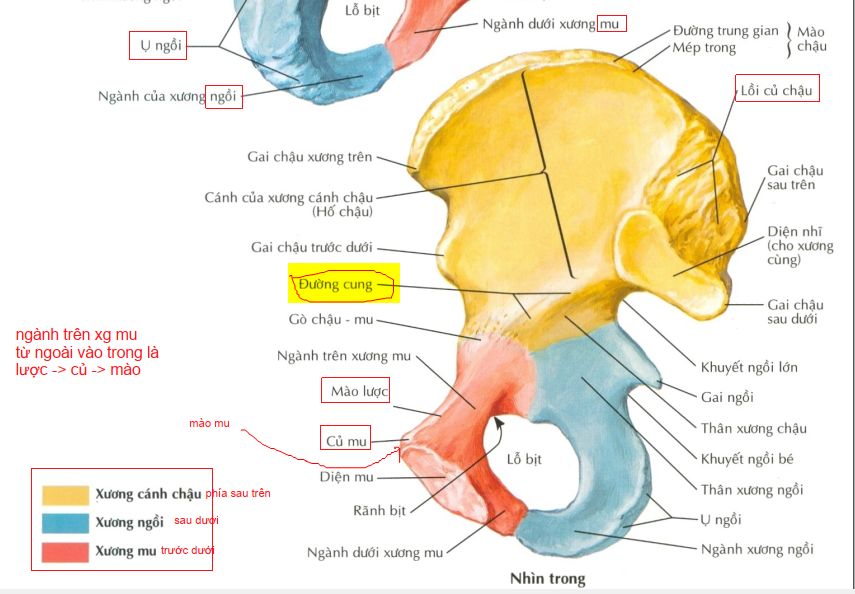 Lỗ bịt
Ngành dưới xương mu
Ụ ngồi
Ngành của xương ngồi
Đường trung gian
Mép trong
Mào
chậu
Lồi củ chậu
Gai chậu xương trên
Gai chậu
sau trên
Cánh của xương cánh chậu
(Hố chậu)
Gai chậu trước dưới
Diện nhĩ
(cho xương
cùng)
Đường cung
Gai chậu
sau dưới
Gò chậu - mu
ngành trên xg mu
từ ngoài vào trong là
lược -> củ -> mào
Ngành trên xương mu
Khuyết ngồi lớn
Mào lược
Gai ngồi
mào mu
Thân xương chậu
Củ mu
Lỗ bịt
Khuyết ngồi bé
Diện mu
Thân xương ngồi
Rãnh bịt
Ụ ngồi
Ngành dưới xương mu
Ngành xương ngồi
Xương cánh chậu phía sau trên
Xương ngồi sau dưới
Xương mu trước dưới
Nhìn trong